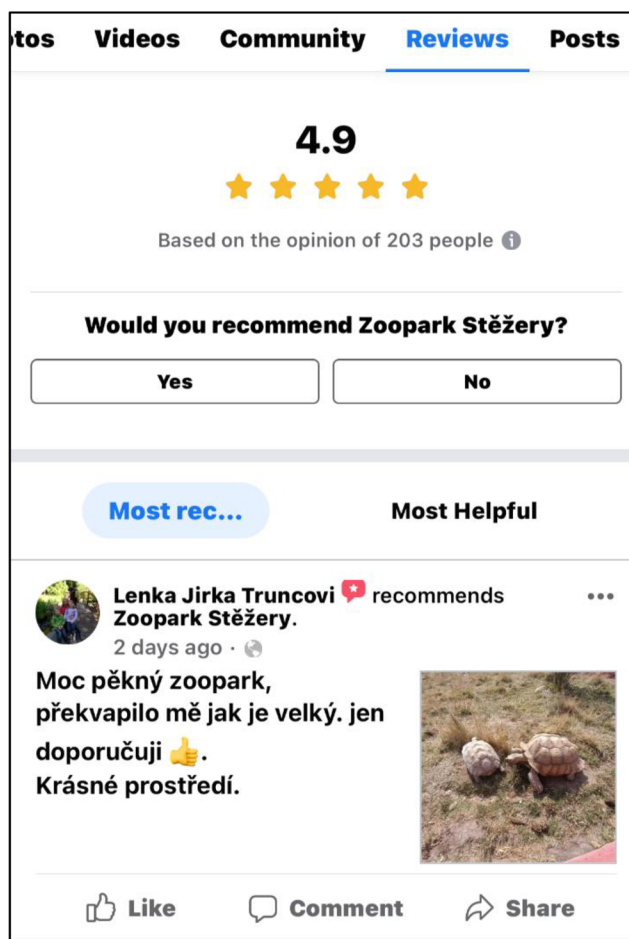 Videos Community Reviews Posts
4.9
Based on the opinion of 203 people
Would you recommend Zoopark Stěžery?
Yes No
Most rec... Most Helpful
Lenka Jirka Truncovi recommends
Zoopark Stěžery.
2 days ago ·
Moc pěkný zoopark,
překvapilo mě jak je velký. jen
doporučuji 👍.
Krásné prostředí.
Like Comment Share